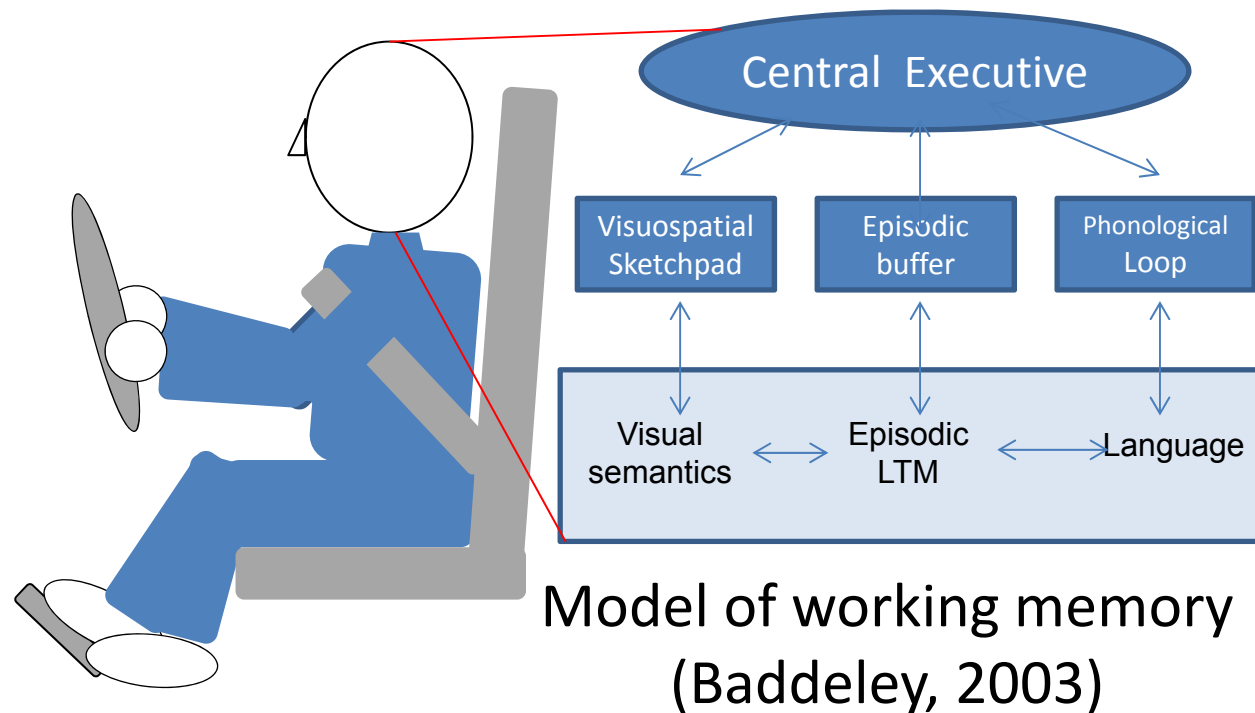 Central Executive
Visuospatial
Sketchpad
Episodic
buffer
Phonological
Loop
Visual
semantics
Episodic
LTM
Language
Model of working memory
(Baddeley, 2003)